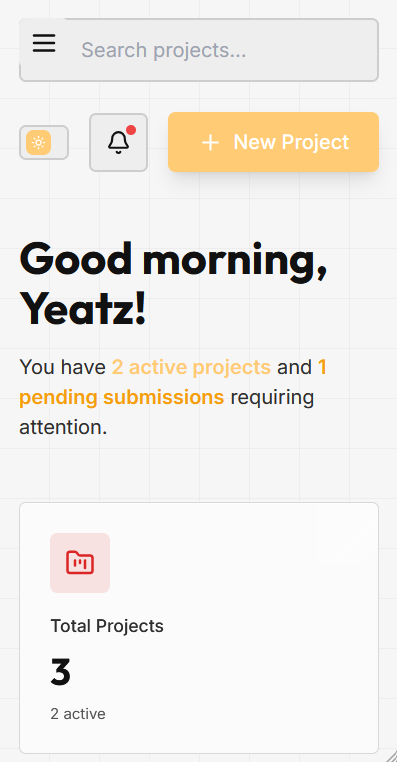 Search projects...
New Project
Good morning,
Yeatz!
You have 2 active projects and 1
pending submissions requiring
attention.
Total Projects
3
2 active